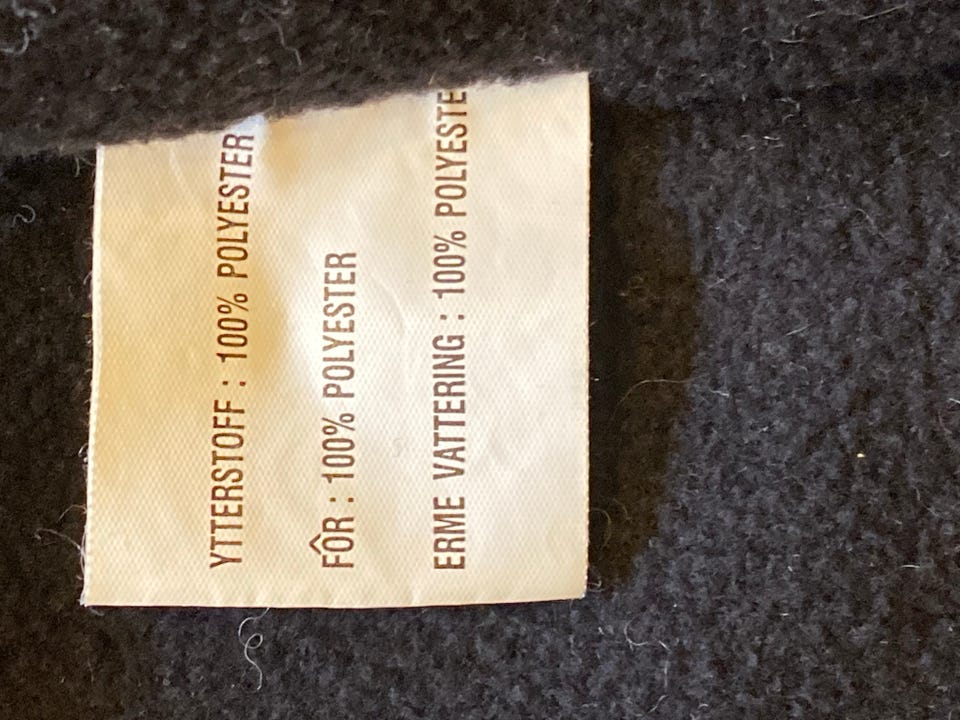 YTTERSTOFF : 100% POLYESTER
FÔR : 100% POLYESTER
ERME VATTERING : 100% POLYESTE